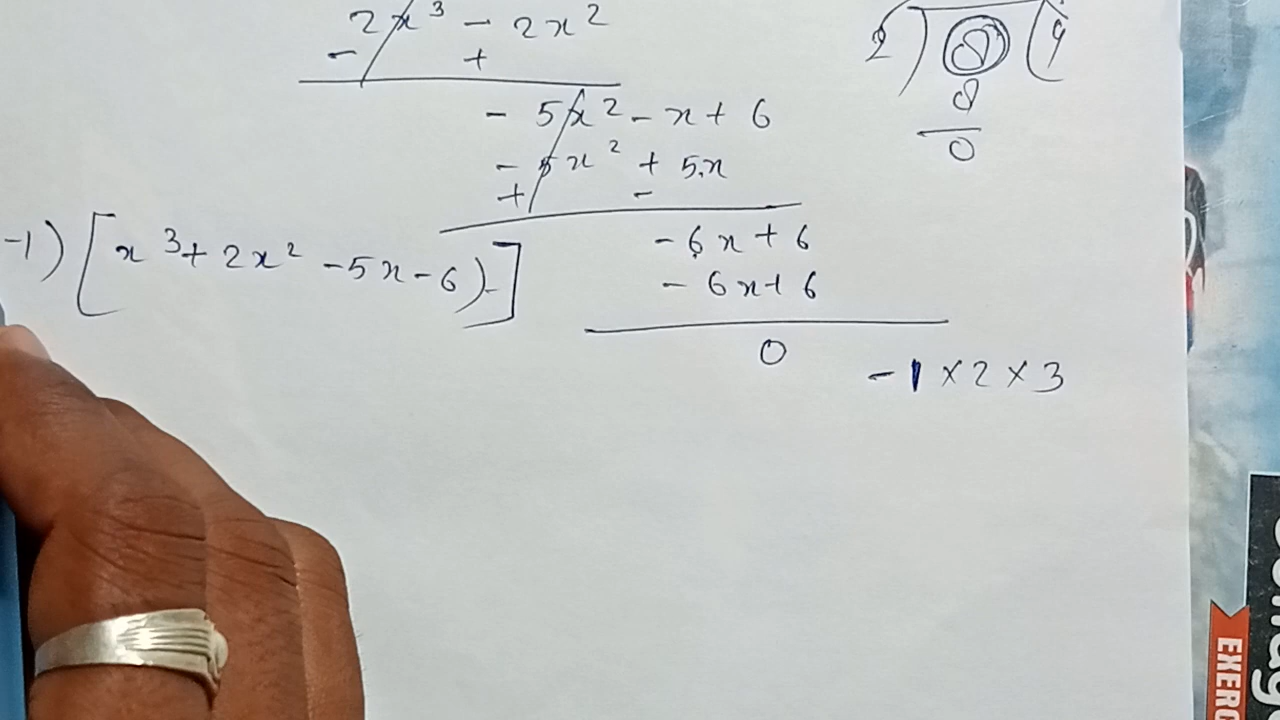 2x³ - 2x²
- +
- 5x² - x + 6
- 5x² + 5x
+ -
- 6x + 6
- 6x + 6
0
-1) [x³ + 2x² - 5x - 6)-]
-1 × 2 × 3
2) 8 (4
8
0
EXERC